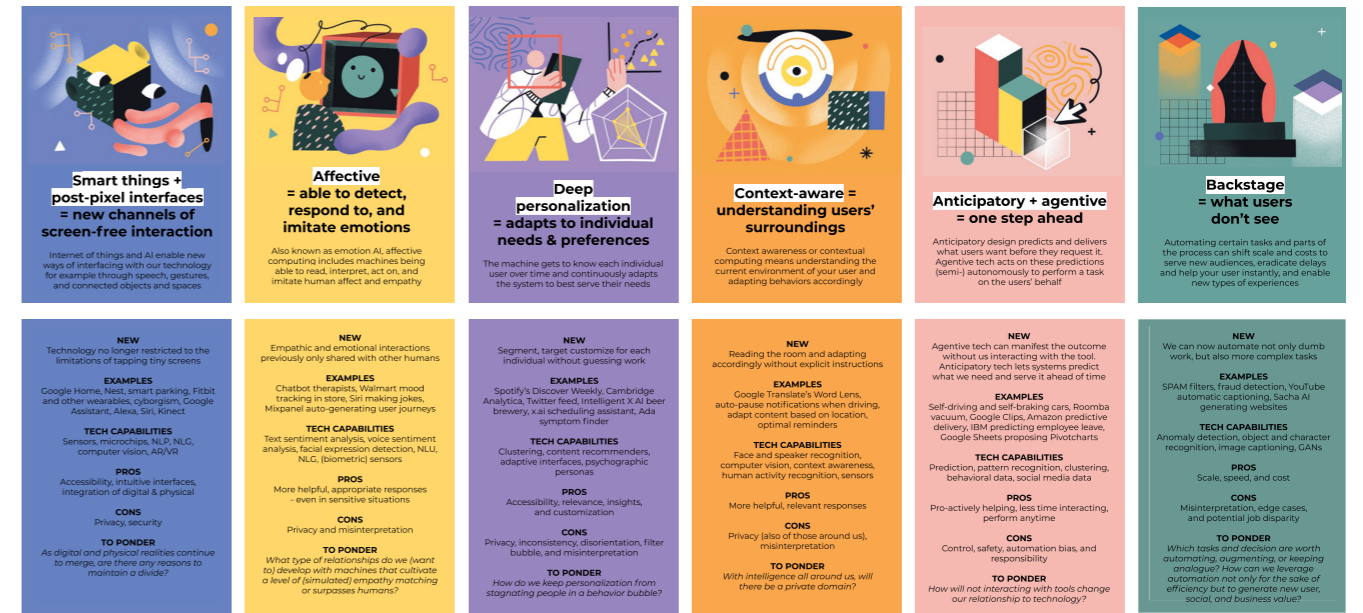 Smart things +
post-pixel interfaces
= new channels of
screen-free interaction
Internet of things and AI enable new
ways of interfacing with our technology
for example through speech, gestures,
and connected objects and spaces
Affective
= able to detect,
respond to, and
imitate emotions
Also known as emotion AI, affective
computing includes machines being
able to read, interpret, act on, and
imitate human affect and empathy
Deep
personalization
= adapts to individual
needs & preferences
The machine gets to know each individual
user over time and continuously adapts
the system to best serve their needs
Context-aware =
understanding users'
surroundings
Context awareness or contextual
computing means understanding the
current environment of your user and
adapting behaviors accordingly
Anticipatory + agentive
= one step ahead
Anticipatory design predicts and delivers
what users want before they request it.
Agentive tech acts on these predictions
(semi-) autonomously to perform a task
on the users' behalf
Backstage
= what users
don't see
Automating certain tasks and parts of
the process can shift scale and costs to
serve new audiences, eradicate delays
and help your user instantly, and enable
new types of experiences
NEW
Technology no longer restricted to the
limitations of tapping tiny screens
EXAMPLES
Google Home, Nest, smart parking, Fitbit
and other wearables, cyborgism, Google
Assistant, Alexa, Siri, Kinect
TECH CAPABILITIES
Sensors, microchips, NLP, NLG,
computer vision, AR/VR
PROS
Accessibility, intuitive interfaces,
integration of digital & physical
CONS
Privacy, security
TO PONDER
As digital and physical realities continue
to merge, are there any reasons to
maintain a divide?
NEW
Empathic and emotional interactions
previously only shared with other humans
EXAMPLES
Chatbot therapists, Walmart mood
tracking in store, Siri making jokes,
Mixpanel auto-generating user journeys
TECH CAPABILITIES
Text sentiment analysis, voice sentiment
analysis, facial expression detection, NLU,
NLG, (biometric) sensors
PROS
More helpful, appropriate responses
- even in sensitive situations
CONS
Privacy and misinterpretation
TO PONDER
What type of relationships do we (want
to) develop with machines that cultivate
a level of (simulated) empathy matching
or surpasses humans?
NEW
Segment, target customize for each
individual without guessing work
EXAMPLES
Spotify's Discover Weekly, Cambridge
Analytica, Twitter feed, Intelligent X AI beer
brewery, x.ai scheduling assistant, Ada
symptom finder
TECH CAPABILITIES
Clustering, content recommenders,
adaptive interfaces, psychographic
personas
PROS
Accessibility, relevance, insights,
and customization
CONS
Privacy, inconsistency, disorientation, filter
bubble, and misinterpretation
TO PONDER
How do we keep personalization from
stagnating people in a behavior bubble?
NEW
Reading the room and adapting
accordingly without explicit instructions
EXAMPLES
Google Translate's Word Lens,
auto-pause notifications when driving,
adapt content based on location,
optimal reminders
TECH CAPABILITIES
Face and speaker recognition,
computer vision, context awareness,
human activity recognition, sensors
PROS
More helpful, relevant responses
CONS
Privacy (also of those around us),
misinterpretation
TO PONDER
With intelligence all around us, will
there be a private domain?
NEW
Agentive tech can manifest the outcome
without us interacting with the tool.
Anticipatory tech lets systems predict
what we need and serve it ahead of time
EXAMPLES
Self-driving and self-braking cars, Roomba
vacuum, Google Clips, Amazon predictive
delivery, IBM predicting employee leave,
Google Sheets proposing Pivotcharts
TECH CAPABILITIES
Prediction, pattern recognition, clustering,
behavioral data, social media data
PROS
Pro-actively helping, less time interacting,
perform anytime
CONS
Control, safety, automation bias, and
responsibility
TO PONDER
How will not interacting with tools change
our relationship to technology?
NEW
We can now automate not only dumb
work, but also more complex tasks
EXAMPLES
SPAM filters, fraud detection, YouTube
automatic captioning, Sacha AI
generating websites
TECH CAPABILITIES
Anomaly detection, object and character
recognition, image captioning, GANs
PROS
Scale, speed, and cost
CONS
Misinterpretation, edge cases,
and potential job disparity
TO PONDER
Which tasks and decision are worth
automating, augmenting, or keeping
analogue? How can we leverage
automation not only for the sake of
efficiency but to generate new user,
social, and business value?